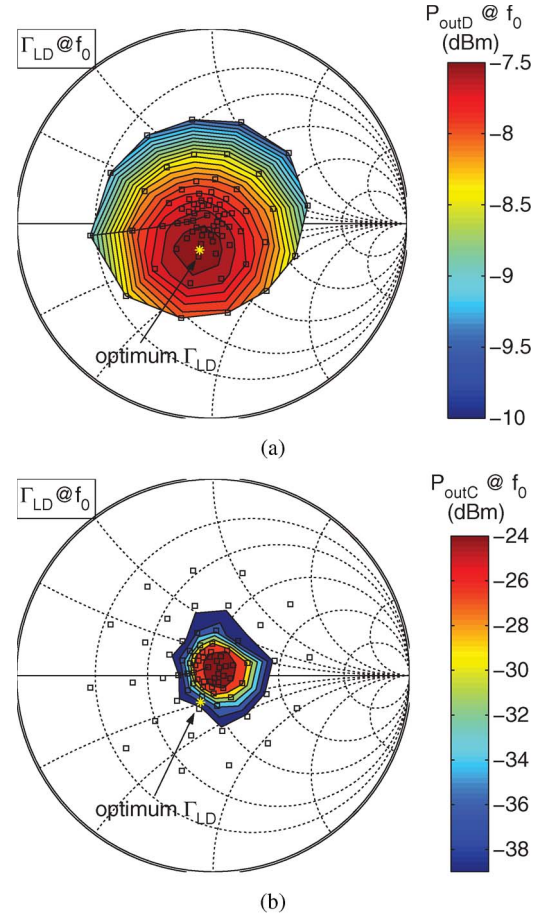 Γ_LD @ f_0
P_outD @ f_0
(dBm)
−7.5
−8
−8.5
−9
−9.5
−10
optimum Γ_LD
(a)
Γ_LD @ f_0
P_outC @ f_0
(dBm)
−24
−26
−28
−30
−32
−34
−36
−38
optimum Γ_LD
(b)